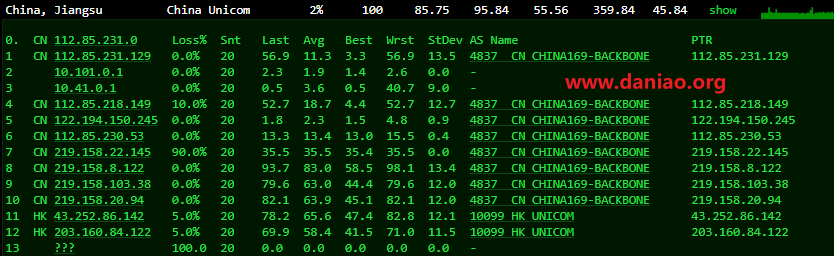 China, Jiangsu China Unicom 2% 100 85.75 95.84 55.56 359.84 45.84 show
0. CN 112.85.231.0 Loss% Snt Last Avg Best Wrst StDev AS Name PTR
1 CN 112.85.231.129 0.0% 20 56.9 11.3 3.3 56.9 13.5 4837 CN CHINA169-BACKBONE 112.85.231.129
2 10.101.0.1 0.0% 20 2.3 1.9 1.4 2.6 0.0 -
3 10.41.0.1 0.0% 20 0.5 3.6 0.5 40.7 9.0 -
www.daniao.org
4 CN 112.85.218.149 10.0% 20 52.7 18.7 4.4 52.7 12.7 4837 CN CHINA169-BACKBONE 112.85.218.149
5 CN 122.194.150.245 0.0% 20 1.8 2.3 1.5 4.8 0.9 4837 CN CHINA169-BACKBONE 122.194.150.245
6 CN 112.85.230.53 0.0% 20 13.3 13.4 13.0 15.5 0.4 4837 CN CHINA169-BACKBONE 112.85.230.53
7 CN 219.158.22.145 90.0% 20 35.5 35.5 35.4 35.5 0.0 4837 CN CHINA169-BACKBONE 219.158.22.145
8 CN 219.158.8.122 0.0% 20 93.7 83.0 58.5 98.1 13.4 4837 CN CHINA169-BACKBONE 219.158.8.122
9 CN 219.158.103.38 0.0% 20 79.6 63.0 44.4 79.6 12.0 4837 CN CHINA169-BACKBONE 219.158.103.38
10 CN 219.158.20.94 0.0% 20 82.1 63.9 45.1 82.1 12.0 4837 CN CHINA169-BACKBONE 219.158.20.94
11 HK 43.252.86.142 5.0% 20 78.2 65.6 47.4 82.8 12.1 10099 HK UNICOM 43.252.86.142
12 HK 203.160.84.122 5.0% 20 69.9 58.4 41.5 71.0 11.5 10099 HK UNICOM 203.160.84.122
13 ??? 100.0 20 0.0 0.0 0.0 0.0 0.0 -